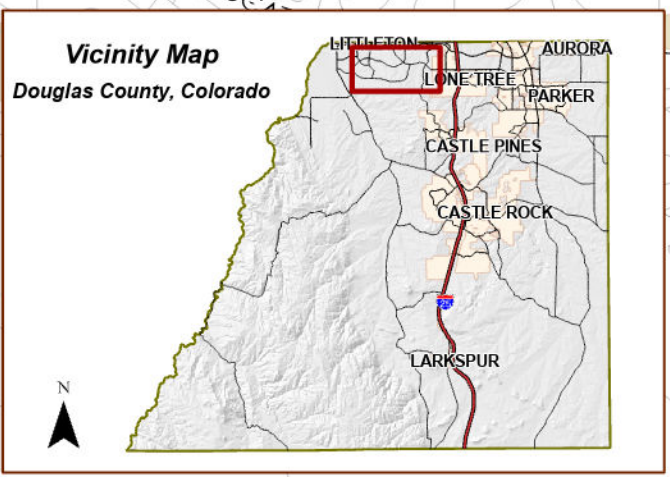 Vicinity Map
Douglas County, Colorado
LITTLETON
AURORA
LONE TREE
PARKER
CASTLE PINES
CASTLE ROCK
LARKSPUR
N